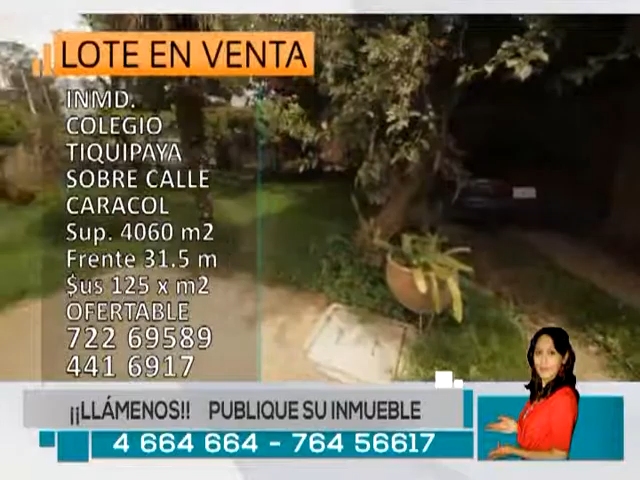 LOTE EN VENTA
INMD.
COLEGIO
TIQUIPAYA
SOBRE CALLE
CARACOL
Sup. 4060 m2
Frente 31.5 m
$us 125 x m2
OFERTABLE
722 69589
441 6917
¡¡LLÁMENOS!! PUBLIQUE SU INMUEBLE
4 664 664 - 764 56617